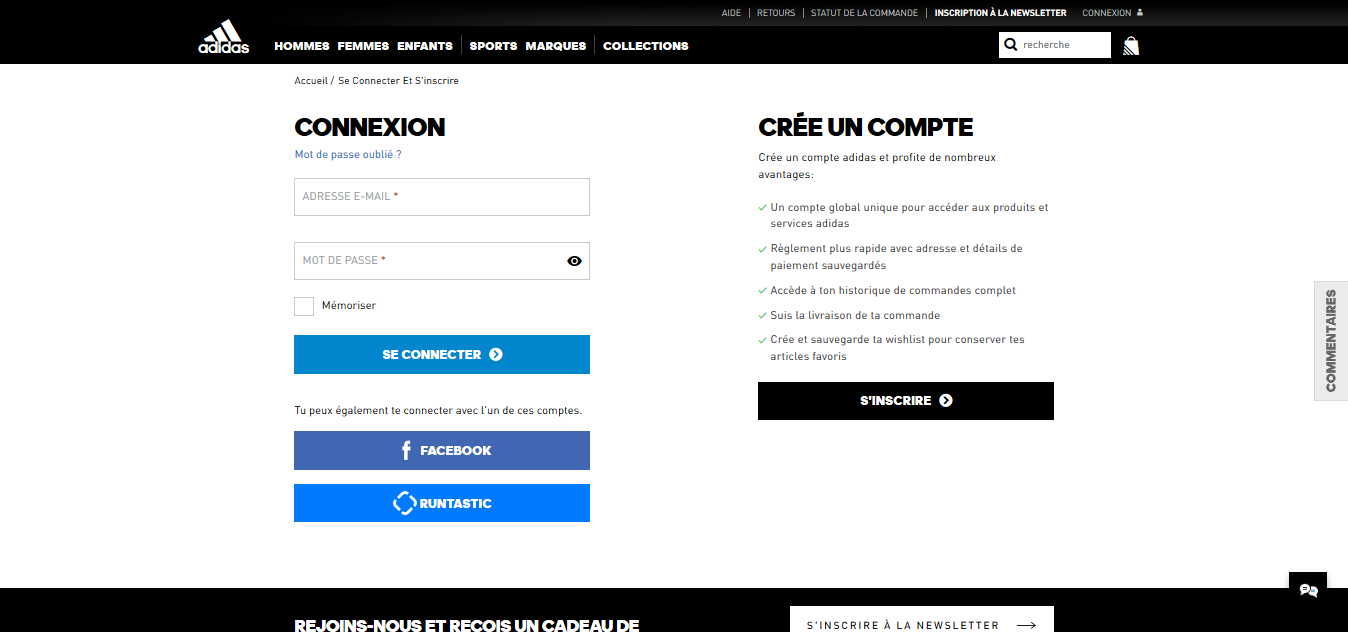 AIDE | RETOURS | STATUT DE LA COMMANDE | INSCRIPTION À LA NEWSLETTER CONNEXION
adidas
HOMMES FEMMES ENFANTS SPORTS MARQUES COLLECTIONS
recherche
Accueil / Se Connecter Et S'inscrire
CONNEXION
Mot de passe oublié ?
ADRESSE E-MAIL *
MOT DE PASSE *
Mémoriser
SE CONNECTER
Tu peux également te connecter avec l'un de ces comptes.
FACEBOOK
RUNTASTIC
CRÉE UN COMPTE
Crée un compte adidas et profite de nombreux
avantages:
Un compte global unique pour accéder aux produits et
services adidas
Règlement plus rapide avec adresse et détails de
paiement sauvegardés
Accède à ton historique de commandes complet
Suis la livraison de ta commande
Crée et sauvegarde ta wishlist pour conserver tes
articles favoris
S'INSCRIRE
COMMENTAIRES
REJOINS-NOUS ET REÇOIS UN CADEAU DE
S'INSCRIRE À LA NEWSLETTER